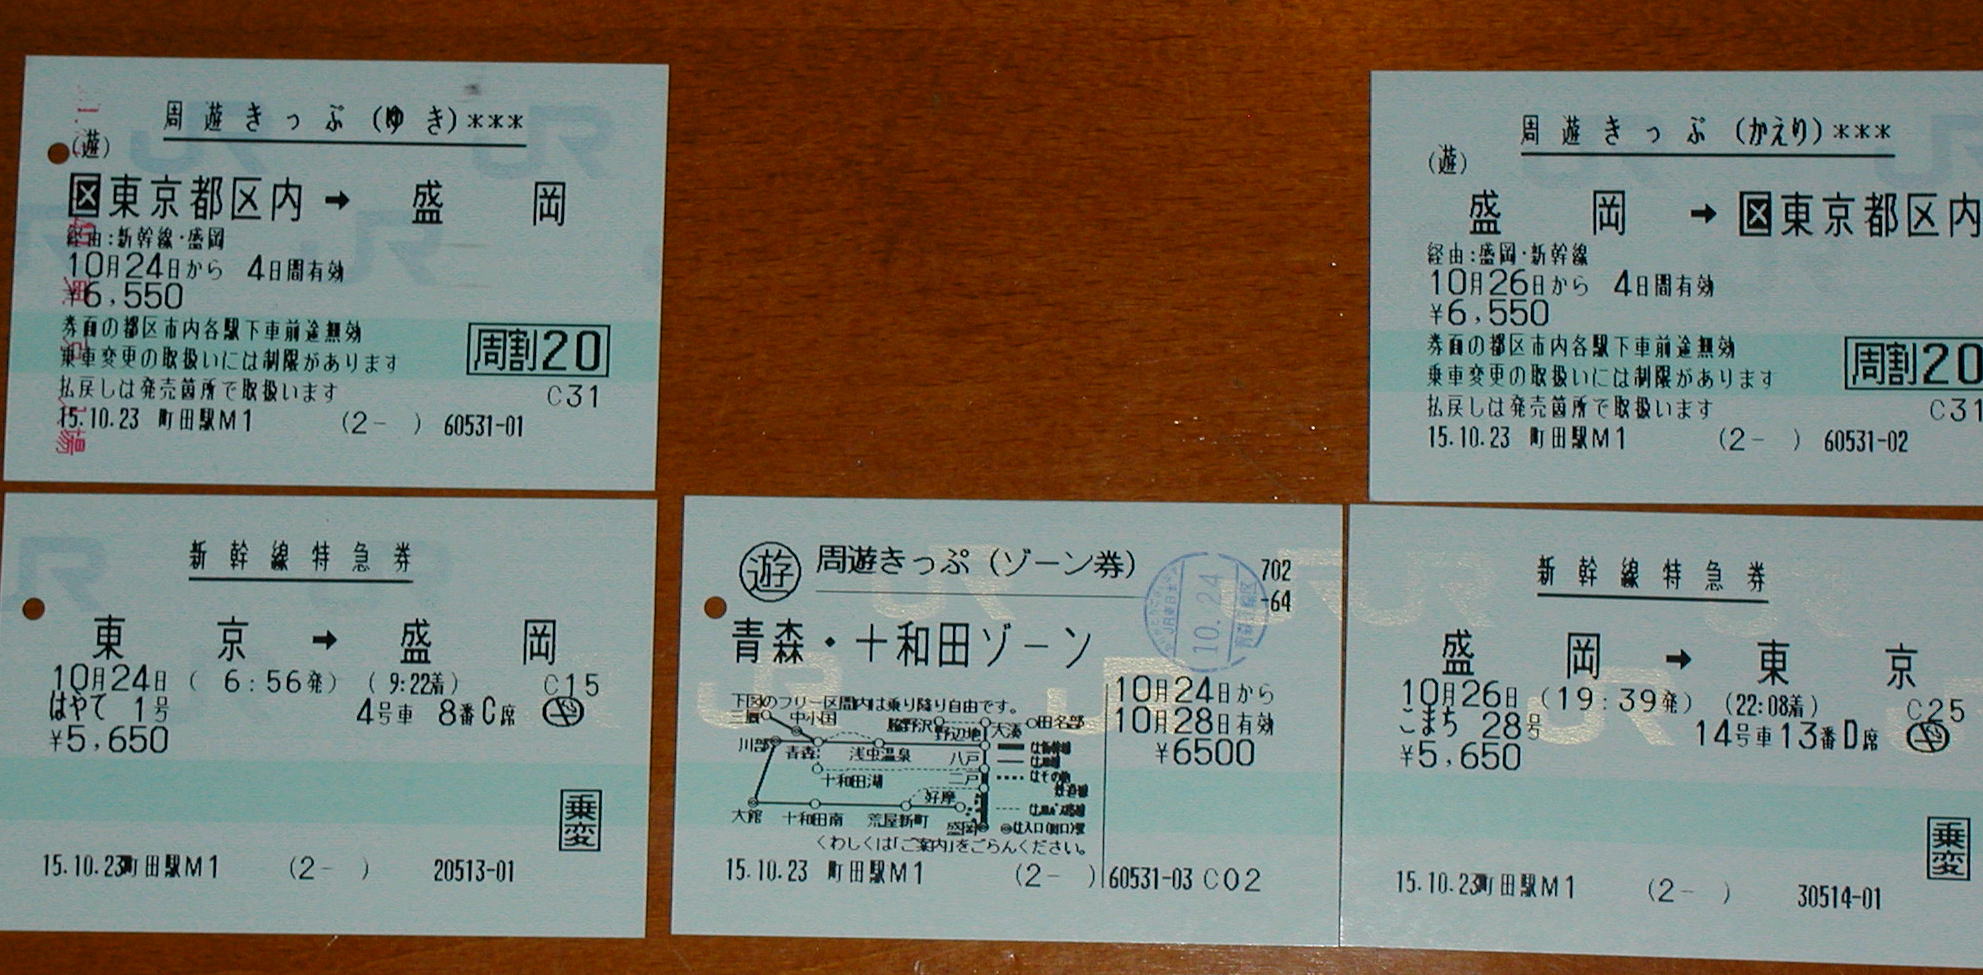 周遊きっぷ(ゆき)***
(遊)
区東京都区内 → 盛岡
経由:新幹線・盛岡
10月24日から 4日間有効
¥6,550
券面の都区市内各駅下車前途無効
乗車変更の取扱いには制限があります
周割20
払戻しは発売箇所で取扱います
C31
15.10.23 町田駅M1 (2- ) 60531-01
周遊きっぷ(かえり)***
(遊)
盛岡 → 区東京都区内
経由:盛岡・新幹線
10月26日から 4日間有効
¥6,550
券面の都区市内各駅下車前途無効
乗車変更の取扱いには制限があります
周割20
払戻しは発売箇所で取扱います
C31
15.10.23 町田駅M1 (2- ) 60531-02
新幹線特急券
東京 → 盛岡
10月24日 ( 6:56発) ( 9:22着) C15
はやて 1号 4号車 8番C席
¥5,650
乗変
15.10.23町田駅M1 (2- ) 20513-01
遊 周遊きっぷ(ゾーン券) 702
-64
10.24
青森・十和田ゾーン
下図のフリー区間内は乗り降り自由です。
三厩 中小国 脇野沢 野辺地 大湊 田名部
川部 青森 浅虫温泉 八戸
十和田湖 二戸
好摩
大館 十和田南 荒屋新町 盛岡
くわしくは「ご案内」をごらんください。
10月24日から
10月28日有効
¥6500
15.10.23 町田駅M1 (2- ) 60531-03 C02
新幹線特急券
盛岡 → 東京
10月26日 (19:39発) (22:08着) C25
こまち 28号 14号車13番D席
¥5,650
乗変
15.10.23町田駅M1 (2- ) 30514-01